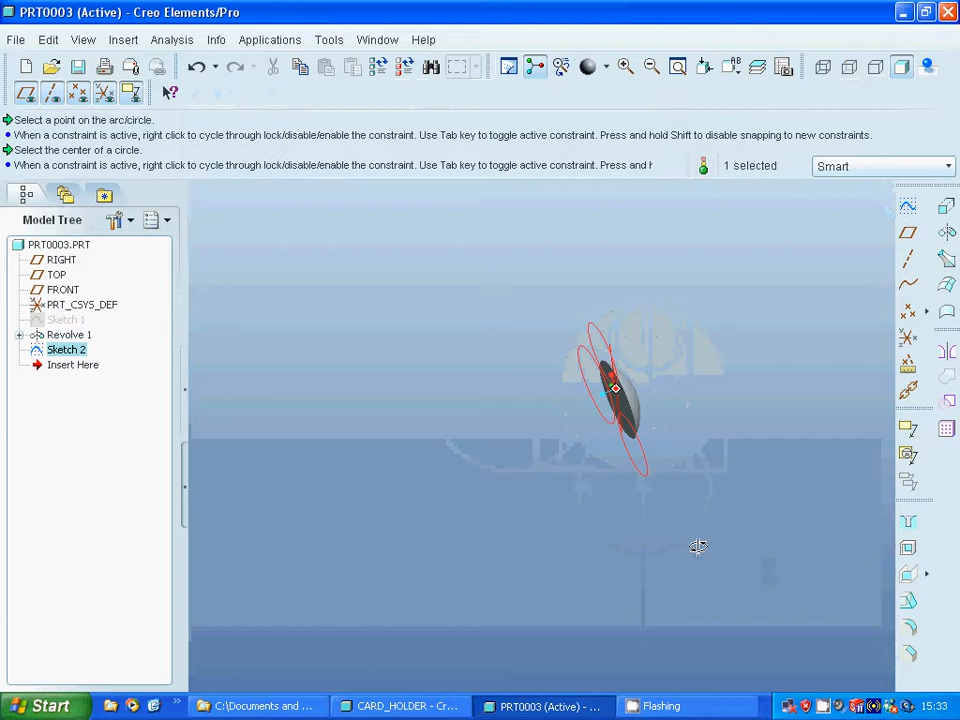 PRT0003 (Active) - Creo Elements/Pro
File Edit View Insert Analysis Info Applications Tools Window Help
Select a point on the arc/circle.
When a constraint is active, right click to cycle through lock/disable/enable the constraint. Use Tab key to toggle active constraint. Press and hold Shift to disable snapping to new constraints.
Select the center of a circle.
When a constraint is active, right click to cycle through lock/disable/enable the constraint. Use Tab key to toggle active constraint. Press and h
1 selected
Smart
Model Tree
PRT0003.PRT
RIGHT
TOP
FRONT
PRT_CSYS_DEF
Sketch 1
Revolve 1
Sketch 2
Insert Here
Start
C:\Documents and ...
CARD_HOLDER - Cr...
PRT0003 (Active) - ...
Flashing
15:33